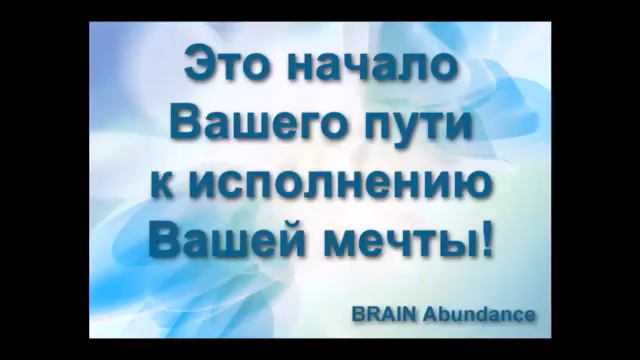 Это начало
Вашего пути
к исполнению
Вашей мечты!
BRAIN Abundance